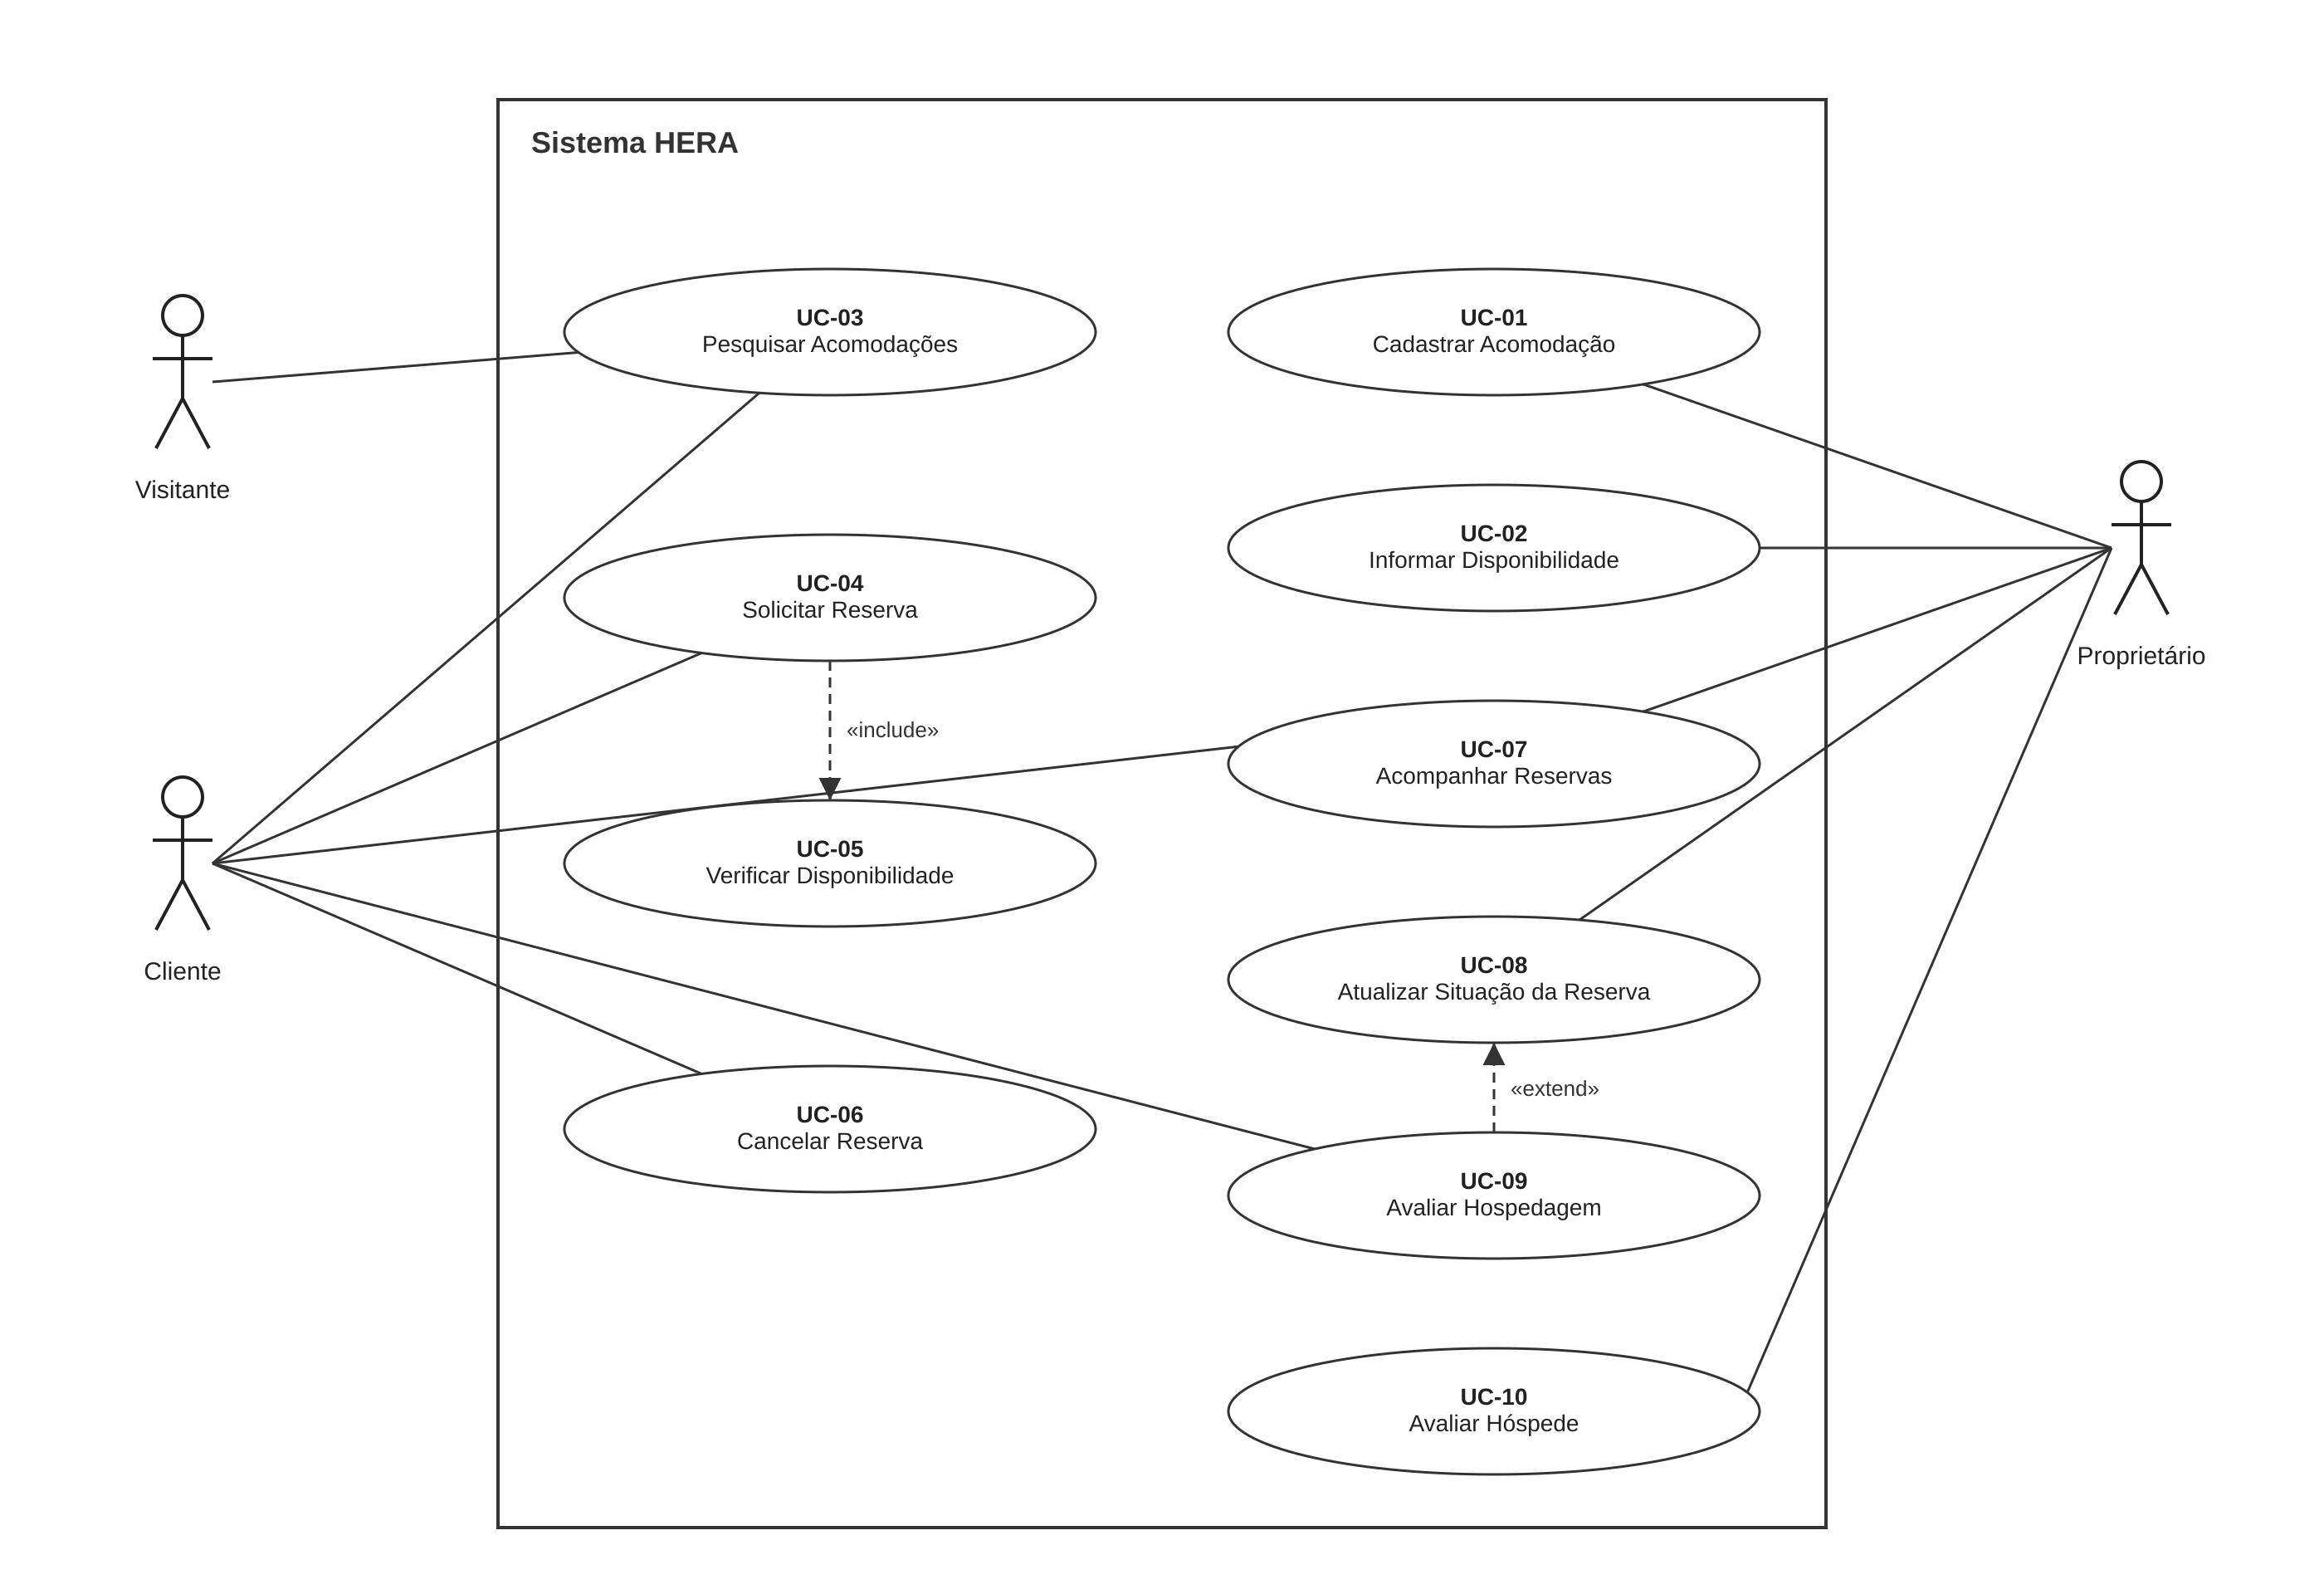 Sistema HERA
UC-03
Pesquisar Acomodações
UC-01
Cadastrar Acomodação
Visitante
UC-02
Informar Disponibilidade
UC-04
Solicitar Reserva
Proprietário
«include»
UC-07
Acompanhar Reservas
UC-05
Verificar Disponibilidade
Cliente
UC-08
Atualizar Situação da Reserva
«extend»
UC-06
Cancelar Reserva
UC-09
Avaliar Hospedagem
UC-10
Avaliar Hóspede